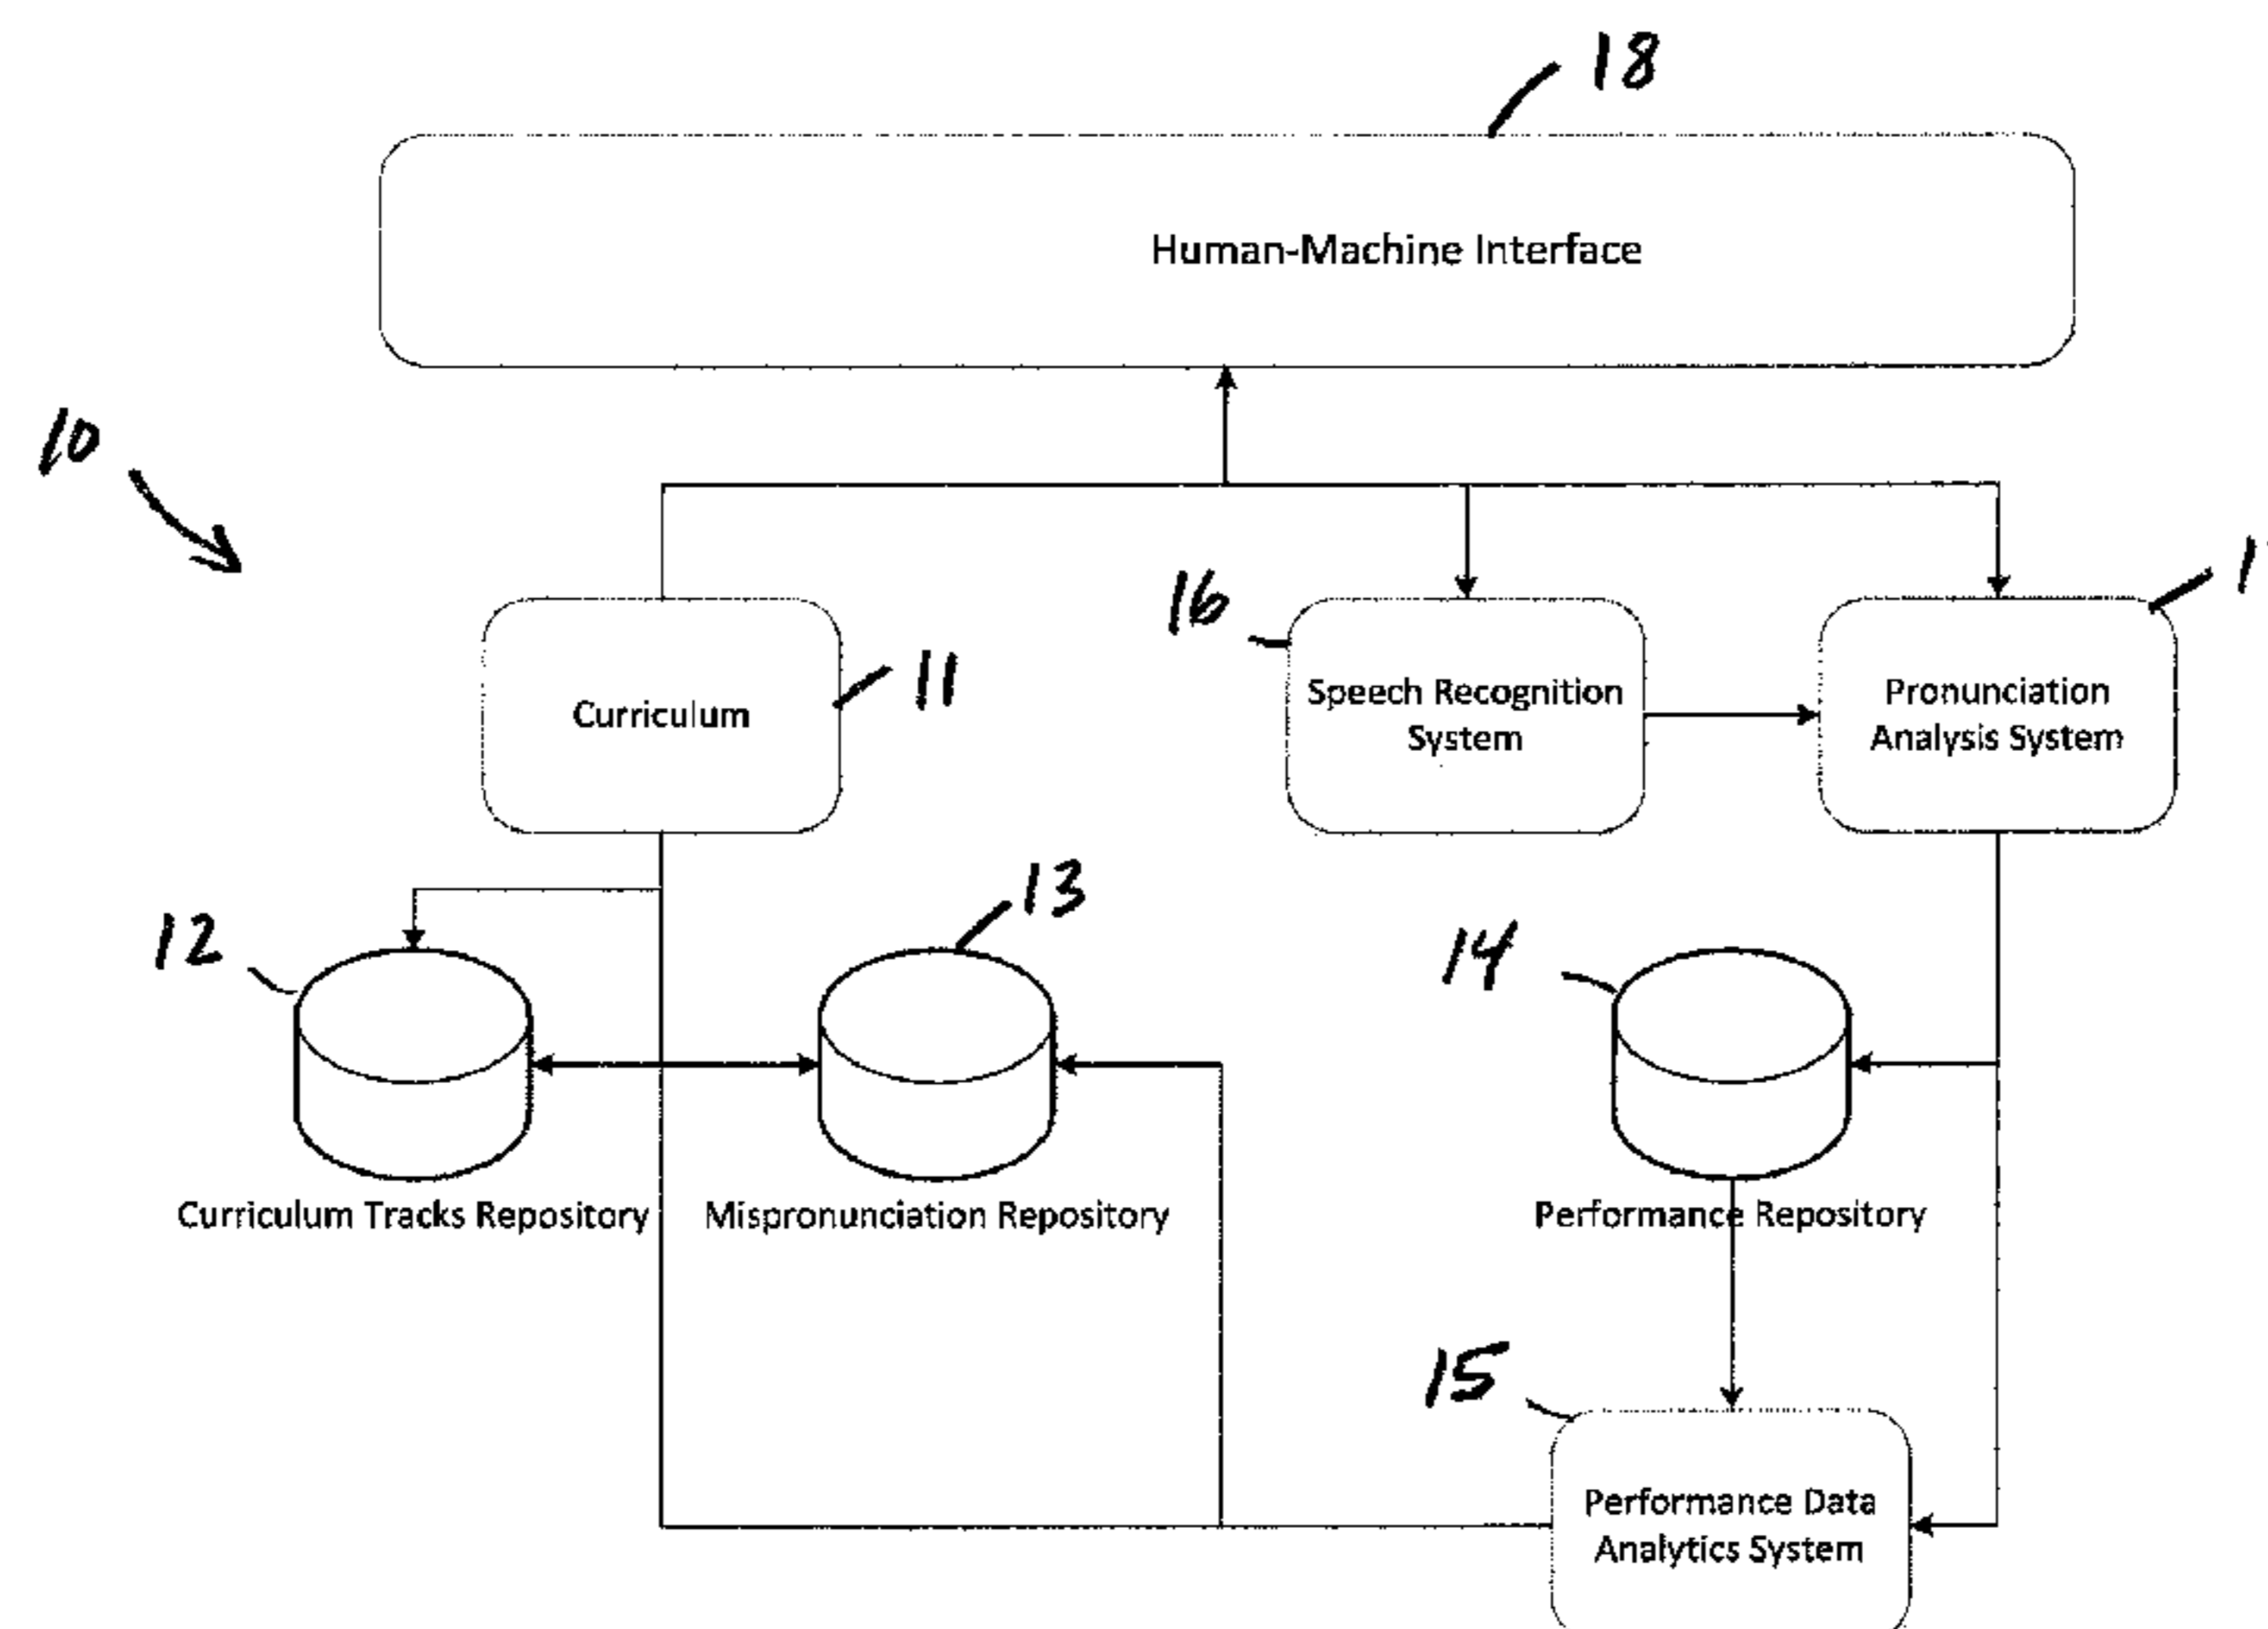 18
Human-Machine Interface
10
16
11
Curriculum
Speech Recognition
System
Pronunciation
Analysis System
12
13
14
Curriculum Tracks Repository
Mispronunciation Repository
Performance Repository
15
Performance Data
Analytics System